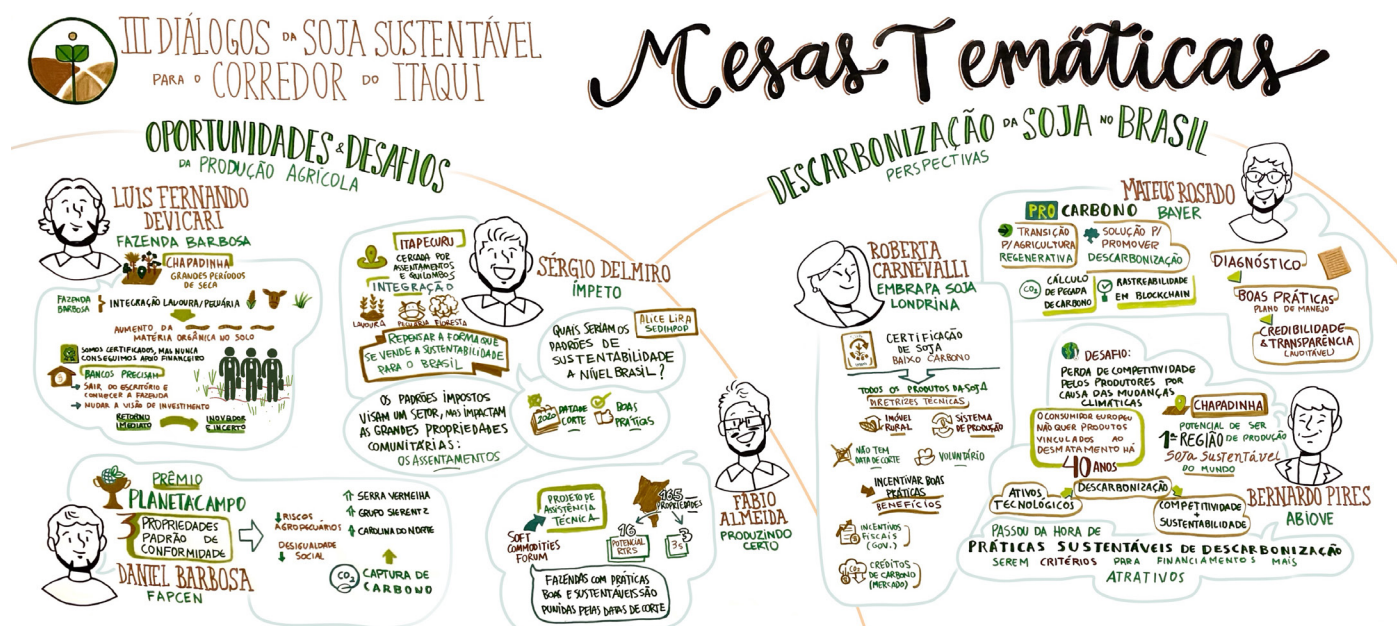 III DIÁLOGOS DA SOJA SUSTENTÁVEL
PARA O CORREDOR DO ITAQUI
Mesas Temáticas
OPORTUNIDADES & DESAFIOS
DA PRODUÇÃO AGRÍCOLA
LUIS FERNANDO
DEVICARI
FAZENDA BARBOSA
CHAPADINHA
GRANDES PERÍODOS
DE SECA
FAZENDA
BARBOSA
INTEGRAÇÃO LAVOURA/PECUÁRIA
AUMENTO DA
MATÉRIA ORGÂNICA NO SOLO
SOMOS CERTIFICADOS, MAS NUNCA
CONSEGUIMOS APOIO FINANCEIRO
BANCOS PRECISAM
SAIR DO ESCRITÓRIO E
CONHECER A FAZENDA
MUDAR A VISÃO DE INVESTIMENTO
RETORNO
IMEDIATO
INOVADOR
E INCERTO
ITAPECURU
CERCADA POR
ASSENTAMENTOS
E QUILOMBOS
INTEGRAÇÃO
LAVOURA
PECUÁRIA
FLORESTA
REPENSAR A FORMA QUE
SE VENDE A SUSTENTABILIDADE
PARA O BRASIL
SÉRGIO DELMIRO
ÍMPETO
OS PADRÕES IMPOSTOS
VISAM UM SETOR, MAS IMPACTAM
AS GRANDES PROPRIEDADES
COMUNITÁRIAS:
OS ASSENTAMENTOS
ALICE LIRA
SEDIHPOP
QUAIS SERIAM OS
PADRÕES DE
SUSTENTABILIDADE
A NÍVEL BRASIL?
2020
DATA DE
CORTE
BOAS
PRÁTICAS
PRÊMIO
PLANETA CAMPO
3 PROPRIEDADES
PADRÃO DE
CONFORMIDADE
DANIEL BARBOSA
FAPCEN
RISCOS
AGROPECUÁRIOS
DESIGUALDADE
SOCIAL
SERRA VERMELHA
GRUPO SIERENTZ
CAROLINA DO NORTE
CO2 CAPTURA DE
CARBONO
PROJETO DE
ASSISTÊNCIA
TÉCNICA
SOFT
COMMODITIES
FORUM
165
PROPRIEDADES
16
POTENCIAL
RTRS
3
3S
FAZENDAS COM PRÁTICAS
BOAS E SUSTENTÁVEIS SÃO
PUNIDAS PELAS DATAS DE CORTE
FÁBIO
ALMEIDA
PRODUZINDO
CERTO
DESCARBONIZAÇÃO DA SOJA NO BRASIL
PERSPECTIVAS
ROBERTA
CARNEVALLI
EMBRAPA SOJA
LONDRINA
CERTIFICAÇÃO
DE SOJA
BAIXO CARBONO
TODOS OS PRODUTOS DA SOJA
DIRETRIZES TÉCNICAS
IMÓVEL
RURAL
SISTEMA
DE PRODUÇÃO
NÃO TEM
DATA DE CORTE
VOLUNTÁRIO
INCENTIVAR BOAS
PRÁTICAS
BENEFÍCIOS
INCENTIVOS
FISCAIS
(GOV.)
CRÉDITOS
DE CARBONO
(MERCADO)
MATEUS ROSADO
BAYER
PRO CARBONO
TRANSIÇÃO
P/AGRICULTURA
REGENERATIVA
SOLUÇÃO P/
PROMOVER
DESCARBONIZAÇÃO
CO2 CÁLCULO
DE PEGADA
DE CARBONO
RASTREABILIDADE
EM BLOCKCHAIN
DIAGNÓSTICO
BOAS PRÁTICAS
PLANO DE MANEJO
CREDIBILIDADE
& TRANSPARÊNCIA
(AUDITÁVEL)
DESAFIO:
PERDA DE COMPETITIVIDADE
PELOS PRODUTORES POR
CAUSA DAS MUDANÇAS
CLIMÁTICAS
O CONSUMIDOR EUROPEU
NÃO QUER PRODUTOS
VINCULADOS AO
DESMATAMENTO HÁ
40 ANOS
CHAPADINHA
POTENCIAL DE SER
1ª REGIÃO DE PRODUÇÃO
Soja Sustentável
DO MUNDO
BERNARDO PIRES
ABIOVE
ATIVOS
TECNOLÓGICOS
DESCARBONIZAÇÃO
COMPETITIVIDADE
+
SUSTENTABILIDADE
PASSOU DA HORA DE
PRÁTICAS SUSTENTÁVEIS DE DESCARBONIZAÇÃO
SEREM CRITÉRIOS PARA FINANCIAMENTOS MAIS
ATRATIVOS